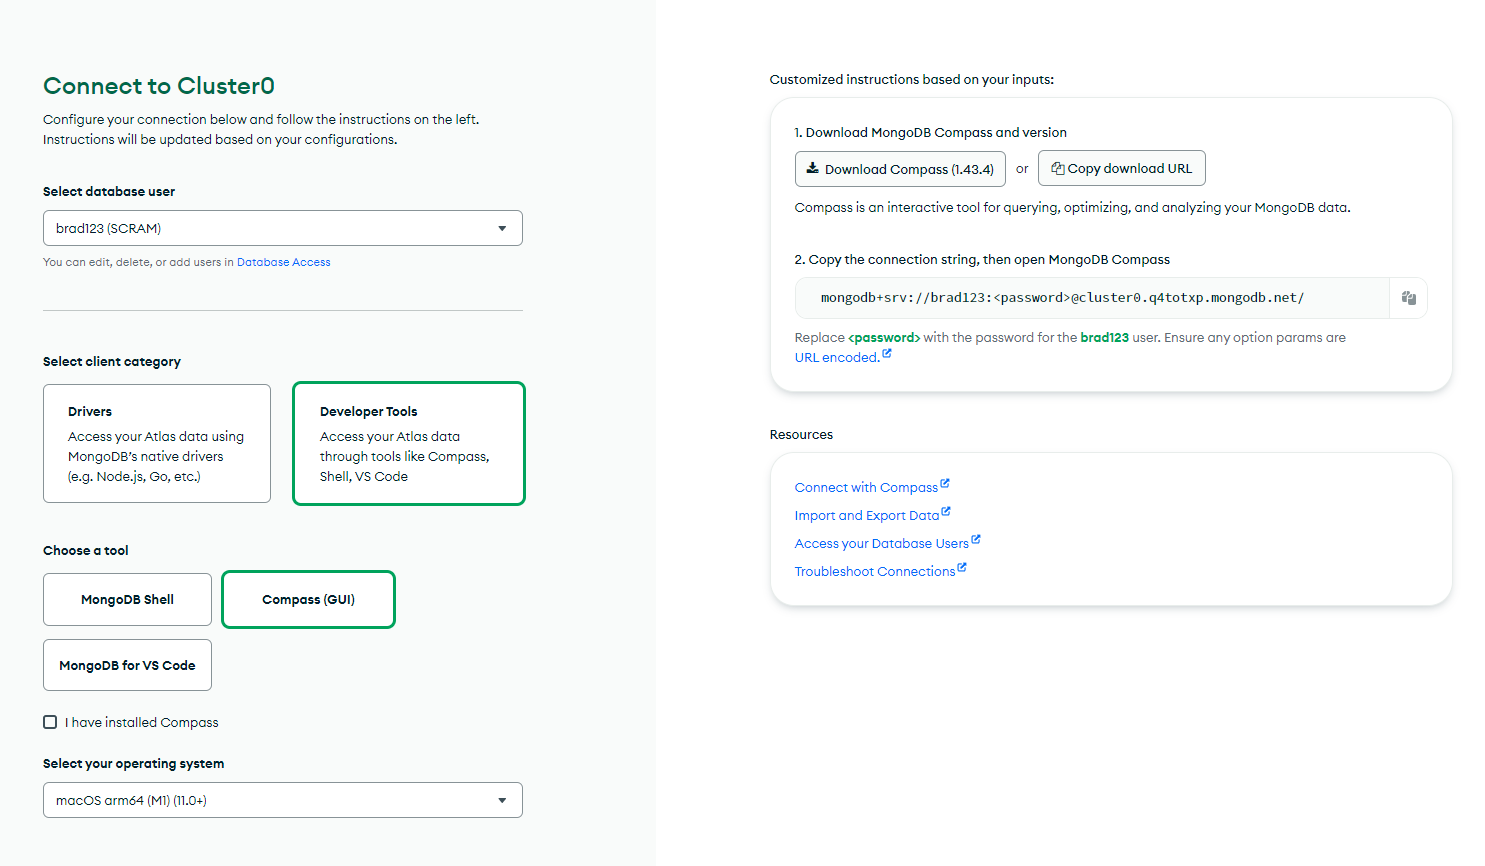 Connect to Cluster0
Configure your connection below and follow the instructions on the left.
Instructions will be updated based on your configurations.
Select database user
brad123 (SCRAM)
You can edit, delete, or add users in Database Access
Select client category
Drivers
Access your Atlas data using
MongoDB’s native drivers
(e.g. Node.js, Go, etc.)
Developer Tools
Access your Atlas data
through tools like Compass,
Shell, VS Code
Choose a tool
MongoDB Shell
Compass (GUI)
MongoDB for VS Code
I have installed Compass
Select your operating system
macOS arm64 (M1) (11.0+)
Customized instructions based on your inputs:
1. Download MongoDB Compass and version
Download Compass (1.43.4) or Copy download URL
Compass is an interactive tool for querying, optimizing, and analyzing your MongoDB data.
2. Copy the connection string, then open MongoDB Compass
mongodb+srv://brad123:<password>@cluster0.q4totxp.mongodb.net/
Replace <password> with the password for the brad123 user. Ensure any option params are
URL encoded.
Resources
Connect with Compass
Import and Export Data
Access your Database Users
Troubleshoot Connections